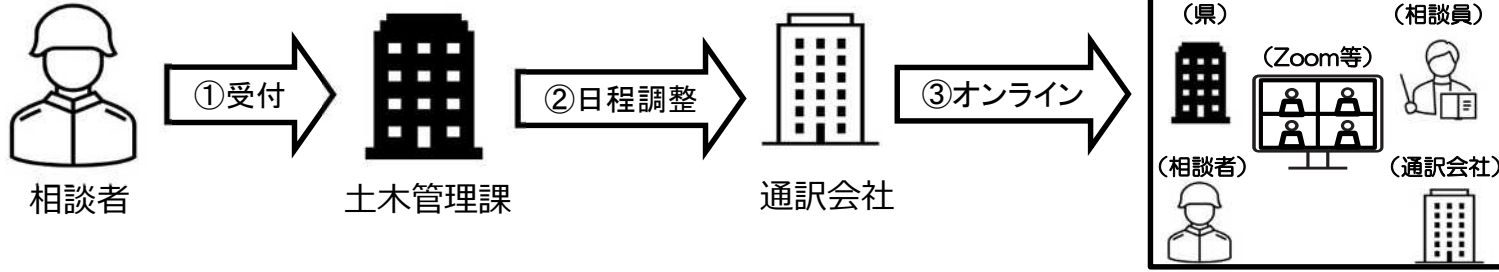 相談者
①受付
土木管理課
②日程調整
通訳会社
③オンライン
（県）
（相談員）
（Zoom等）
（相談者）
（通訳会社）